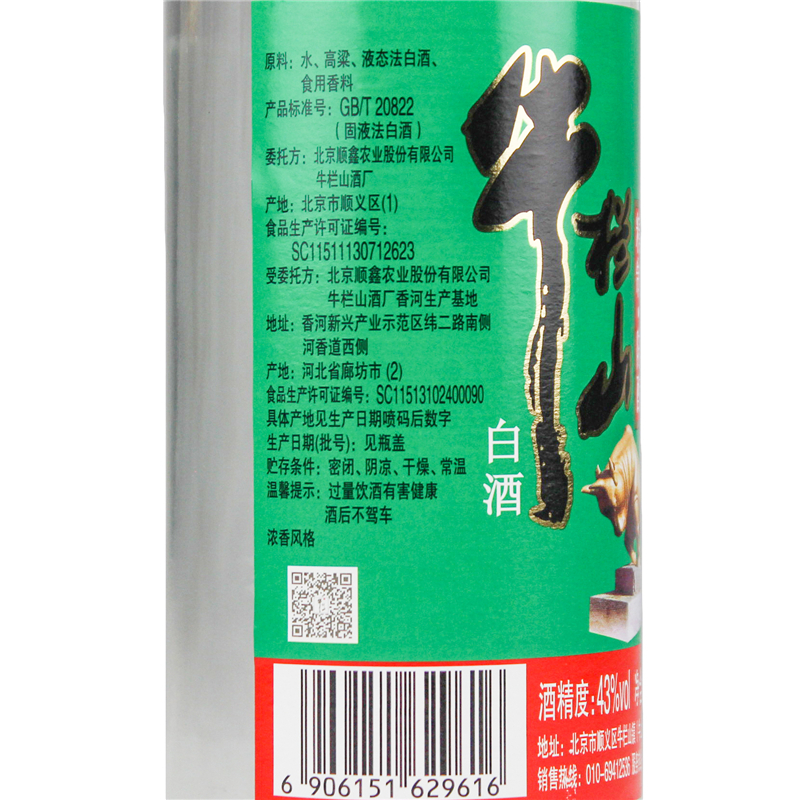 原料：水、高粱、液态法白酒、
食用香料
产品标准号：GB/T 20822
（固液法白酒）
委托方：北京顺鑫农业股份有限公司
牛栏山酒厂
产地：北京市顺义区(1)
食品生产许可证编号：
SC11511130712623
受委托方：北京顺鑫农业股份有限公司
牛栏山酒厂香河生产基地
地址：香河新兴产业示范区纬二路南侧
河香道西侧
产地：河北省廊坊市 (2)
食品生产许可证编号：SC11513102400090
具体产地见生产日期喷码后数字
生产日期(批号)：见瓶盖
贮存条件：密闭、阴凉、干燥、常温
温馨提示：过量饮酒有害健康
酒后不驾车
浓香风格
牛栏山
白酒
6 906151 629616
酒精度：43%vol
地址：北京市顺义区牛栏山
销售热线：010-69412536